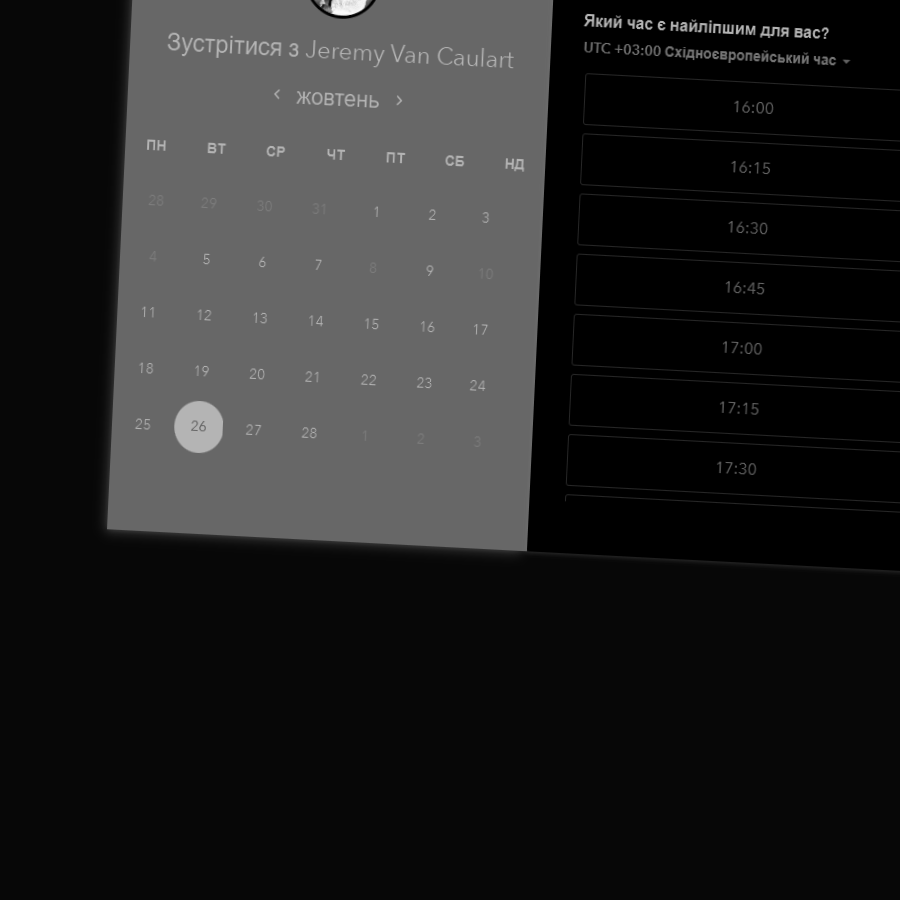 Зустрітися з Jeremy Van Caulart
жовтень
ПН ВТ СР ЧТ ПТ СБ НД
28 29 30 31 1 2 3
4 5 6 7 8 9 10
11 12 13 14 15 16 17
18 19 20 21 22 23 24
25 26 27 28 1 2 3
Який час є найліпшим для вас?
UTC +03:00 Східноєвропейський час
16:00
16:15
16:30
16:45
17:00
17:15
17:30